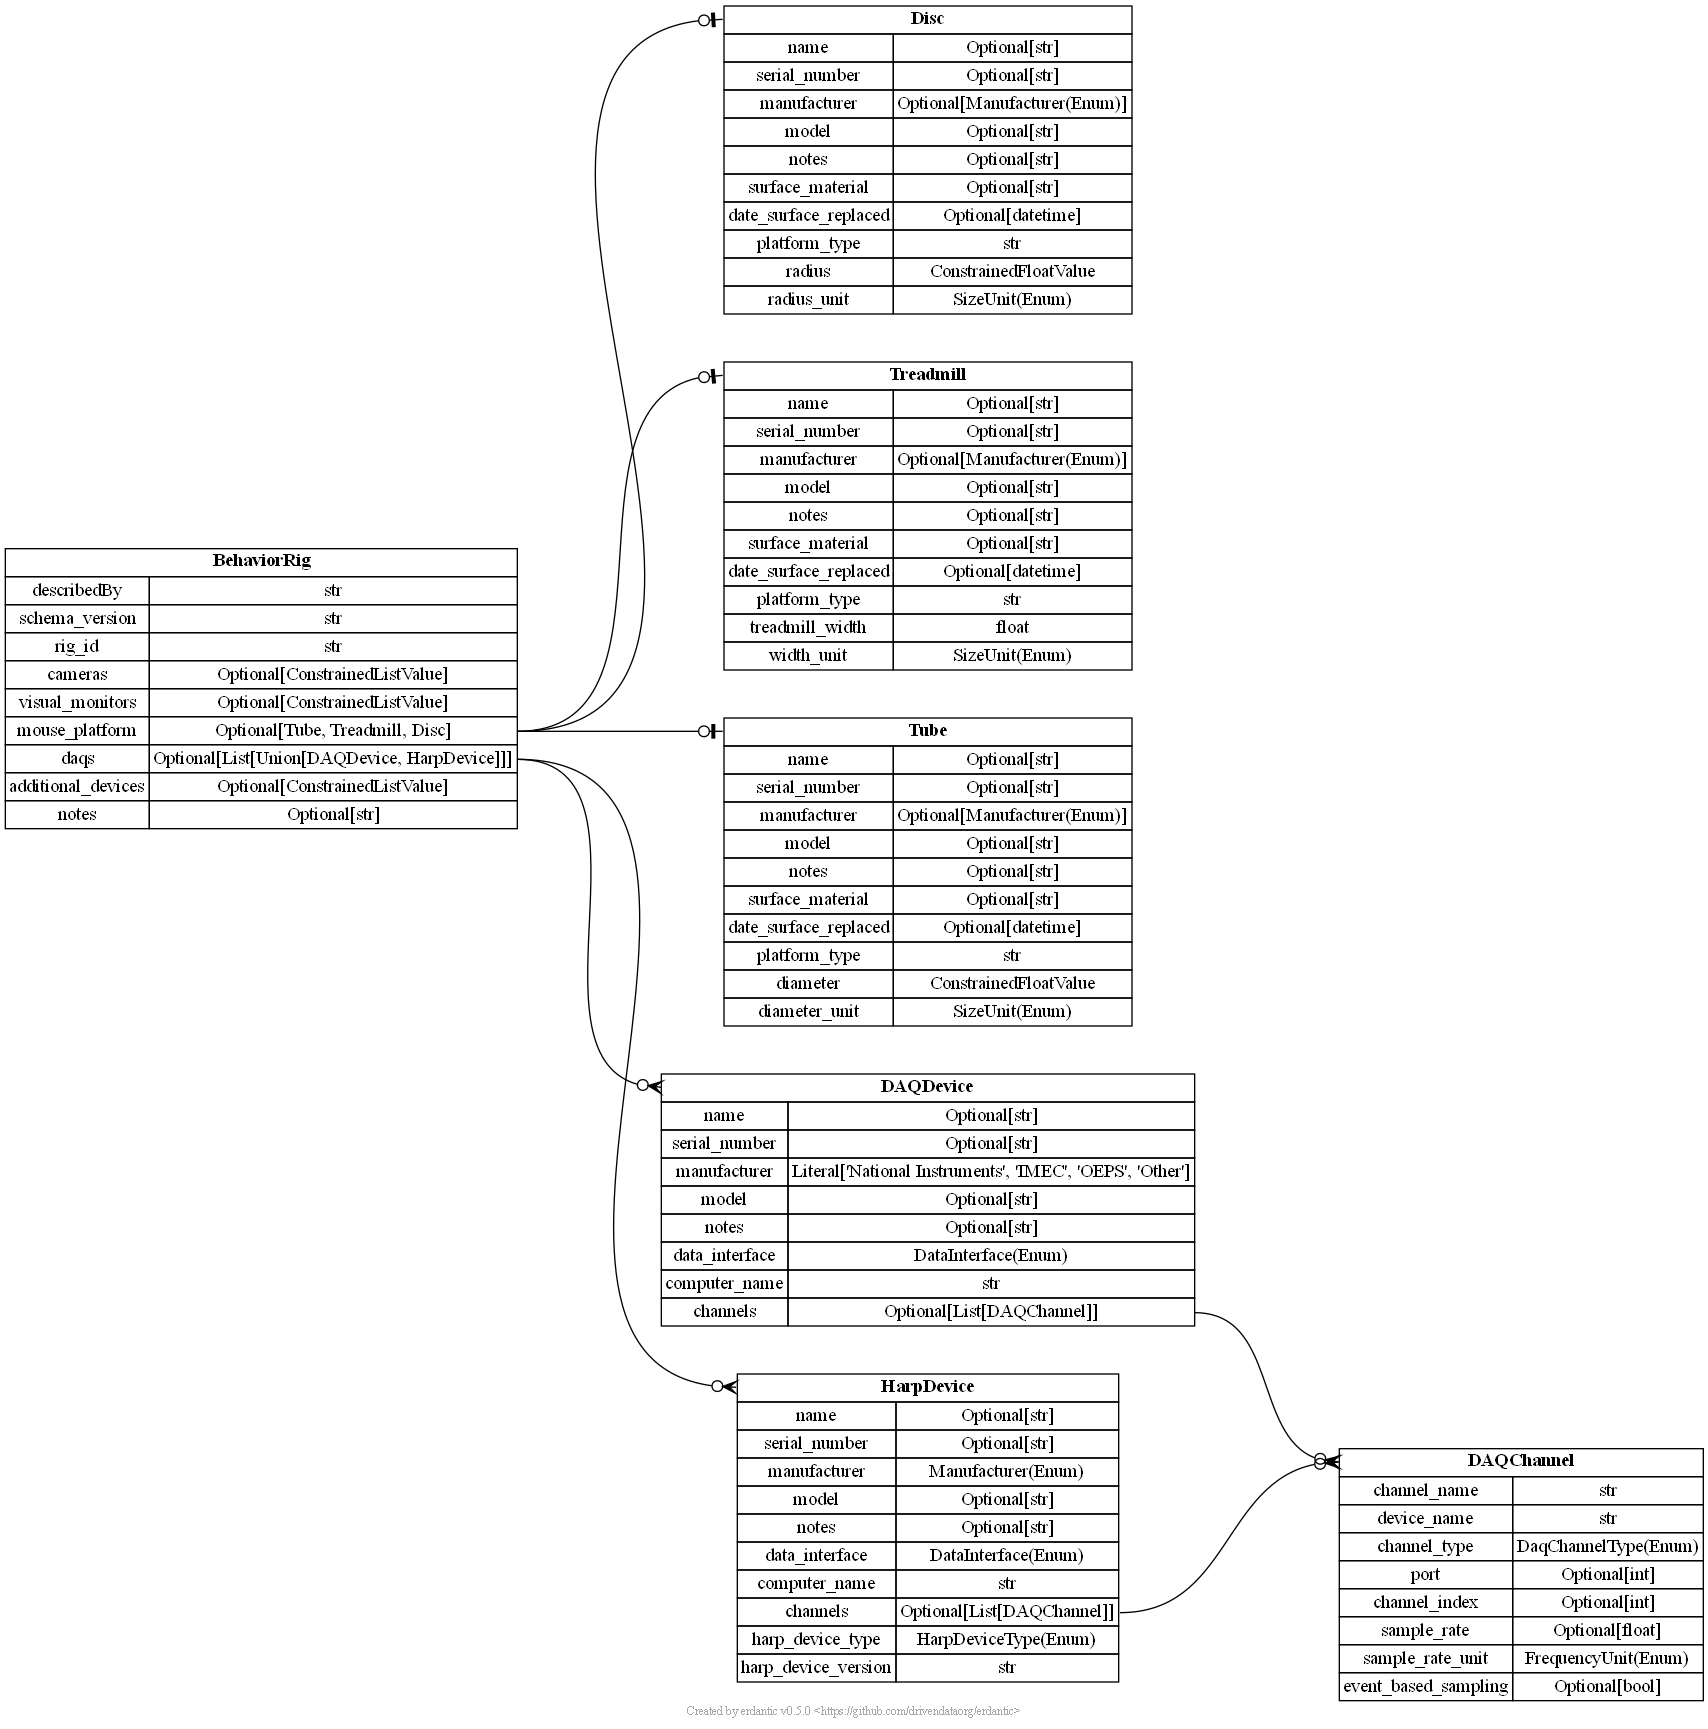 Disc
name Optional[str]
serial_number Optional[str]
manufacturer Optional[Manufacturer(Enum)]
model Optional[str]
notes Optional[str]
surface_material Optional[str]
date_surface_replaced Optional[datetime]
platform_type str
radius ConstrainedFloatValue
radius_unit SizeUnit(Enum)
Treadmill
name Optional[str]
serial_number Optional[str]
manufacturer Optional[Manufacturer(Enum)]
model Optional[str]
notes Optional[str]
surface_material Optional[str]
date_surface_replaced Optional[datetime]
platform_type str
treadmill_width float
width_unit SizeUnit(Enum)
BehaviorRig
describedBy str
schema_version str
rig_id str
cameras Optional[ConstrainedListValue]
visual_monitors Optional[ConstrainedListValue]
mouse_platform Optional[Tube, Treadmill, Disc]
daqs Optional[List[Union[DAQDevice, HarpDevice]]]
additional_devices Optional[ConstrainedListValue]
notes Optional[str]
Tube
name Optional[str]
serial_number Optional[str]
manufacturer Optional[Manufacturer(Enum)]
model Optional[str]
notes Optional[str]
surface_material Optional[str]
date_surface_replaced Optional[datetime]
platform_type str
diameter ConstrainedFloatValue
diameter_unit SizeUnit(Enum)
DAQDevice
name Optional[str]
serial_number Optional[str]
manufacturer Literal['National Instruments', 'IMEC', 'OEPS', 'Other']
model Optional[str]
notes Optional[str]
data_interface DataInterface(Enum)
computer_name str
channels Optional[List[DAQChannel]]
HarpDevice
name Optional[str]
serial_number Optional[str]
manufacturer Manufacturer(Enum)
model Optional[str]
notes Optional[str]
data_interface DataInterface(Enum)
computer_name str
channels Optional[List[DAQChannel]]
harp_device_type HarpDeviceType(Enum)
harp_device_version str
DAQChannel
channel_name str
device_name str
channel_type DaqChannelType(Enum)
port Optional[int]
channel_index Optional[int]
sample_rate Optional[float]
sample_rate_unit FrequencyUnit(Enum)
event_based_sampling Optional[bool]
Created by erdantic v0.5.0 <https://github.com/drivendataorg/erdantic>